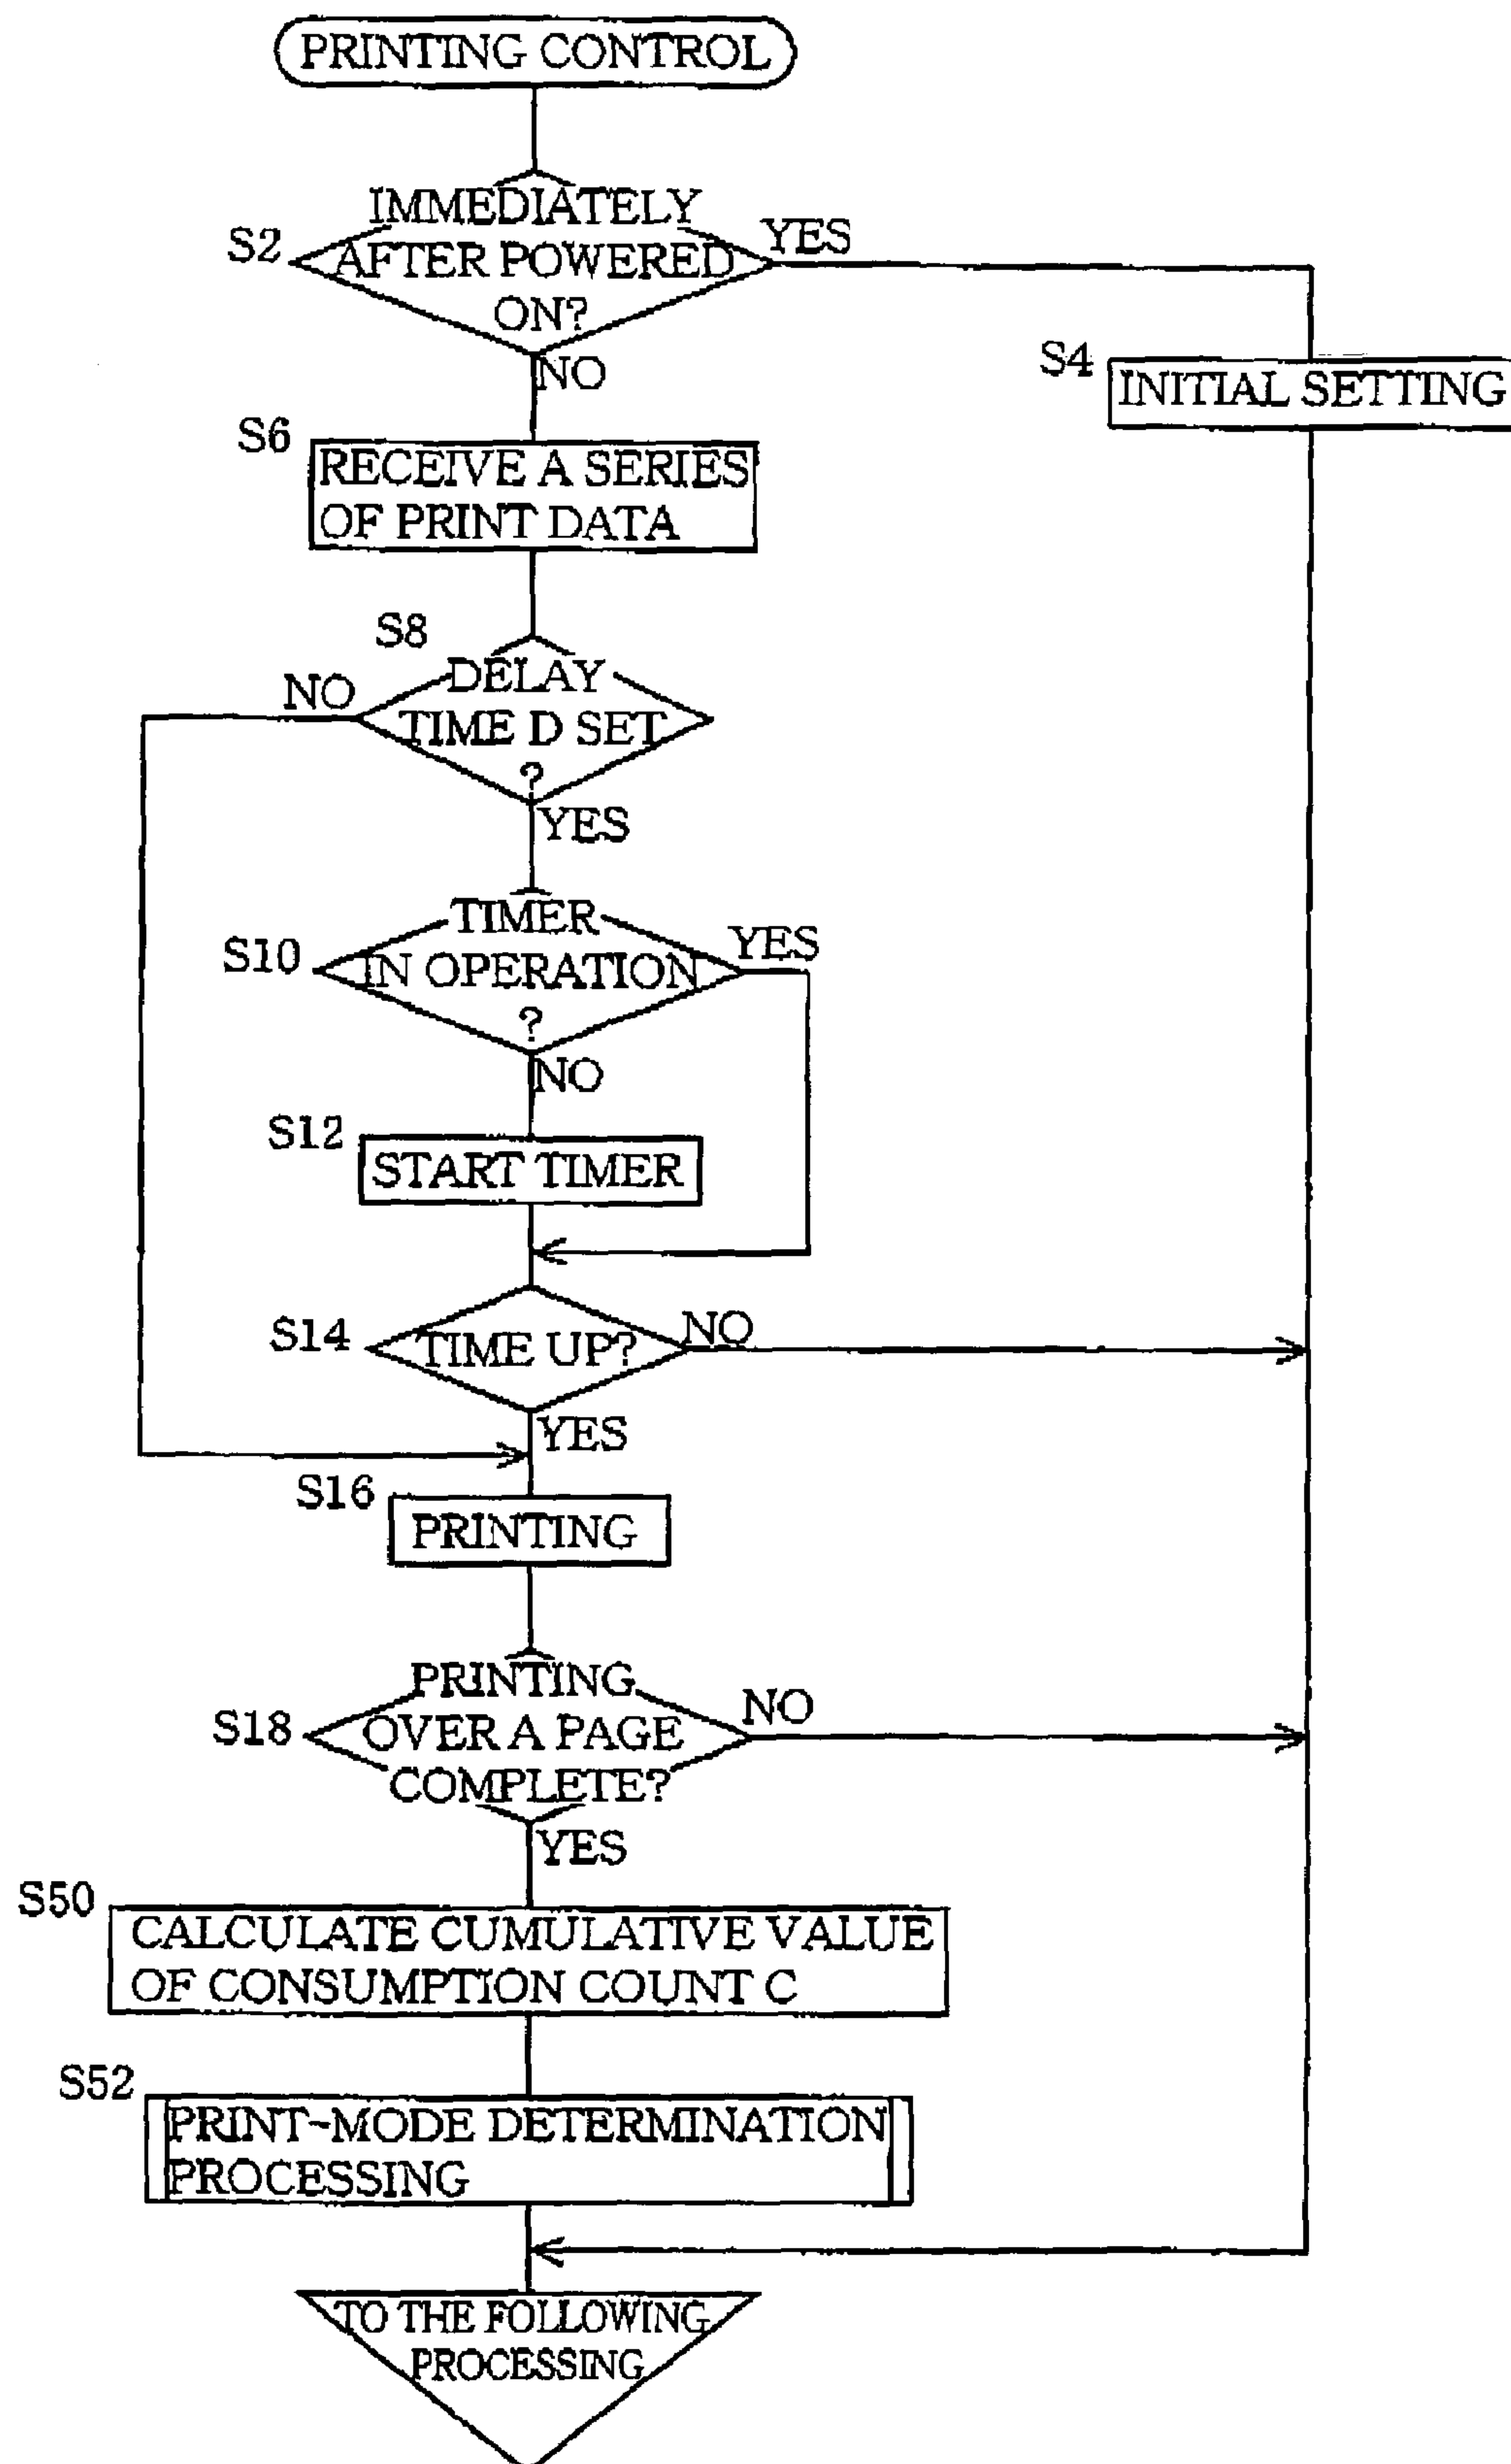 PRINTING CONTROL
S2
IMMEDIATELY
AFTER POWERED
ON?
YES
NO
S4
INITIAL SETTING
S6
RECEIVE A SERIES
OF PRINT DATA
S8
DELAY
TIME D SET
?
NO
YES
S10
TIMER
IN OPERATION
?
YES
NO
S12
START TIMER
S14
TIME UP?
NO
YES
S16
PRINTING
S18
PRINTING
OVER A PAGE
COMPLETE?
NO
YES
S50
CALCULATE CUMULATIVE VALUE
OF CONSUMPTION COUNT C
S52
PRINT-MODE DETERMINATION
PROCESSING
TO THE FOLLOWING
PROCESSING